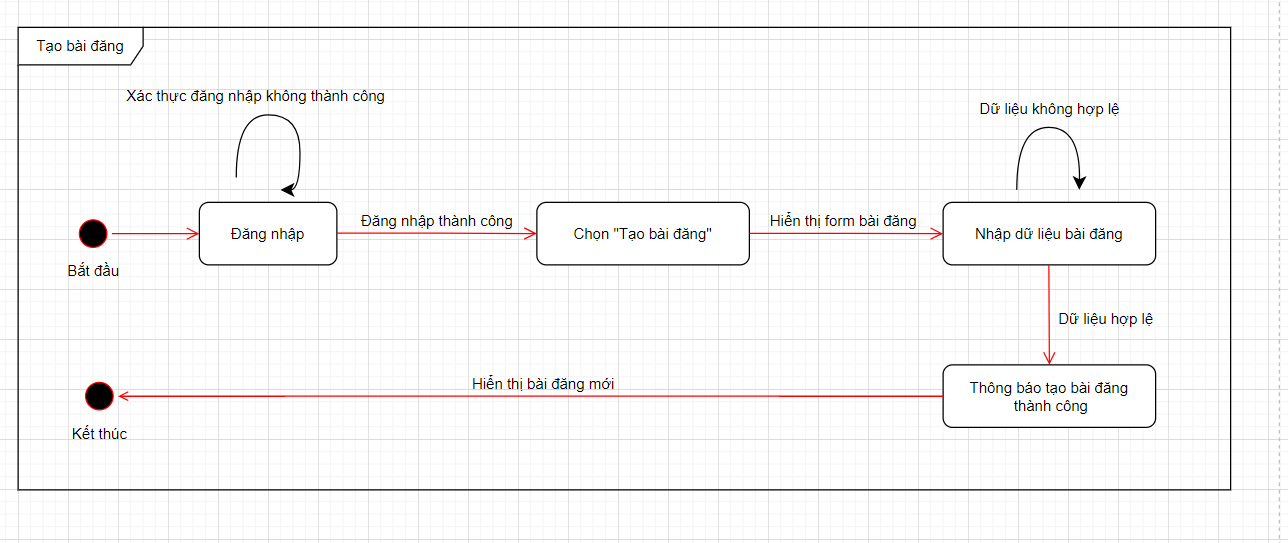 Tạo bài đăng
Xác thực đăng nhập không thành công
Dữ liệu không hợp lệ
Đăng nhập
Đăng nhập thành công
Chọn "Tạo bài đăng"
Hiển thị form bài đăng
Nhập dữ liệu bài đăng
Bắt đầu
Dữ liệu hợp lệ
Thông báo tạo bài đăng
thành công
Hiển thị bài đăng mới
Kết thúc